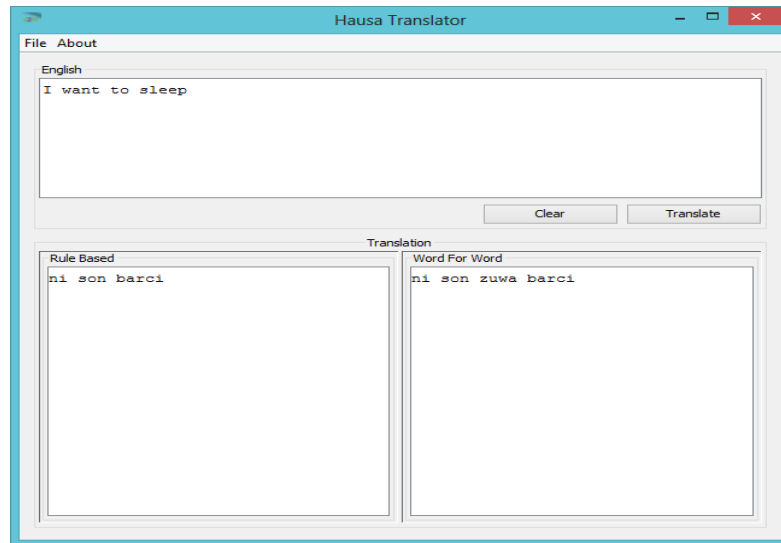 Hausa Translator
File About
English
I want to sleep
Clear Translate
Translation
Rule Based
ni son barci
Word For Word
ni son zuwa barci